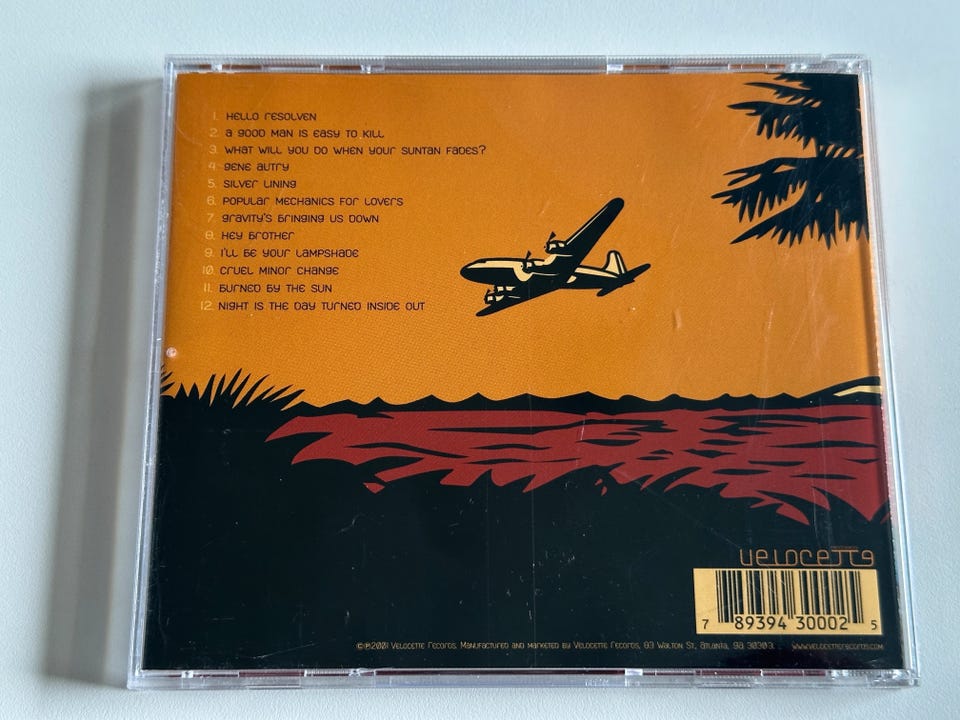 1. Hello Resolven
2. A Good Man is Easy to Kill
3. What Will You Do When Your Suntan Fades?
4. Gene Autry
5. Silver Lining
6. Popular Mechanics for Lovers
7. Gravity's Bringing Us Down
8. Hey Brother
9. I'll Be Your Lampshade
10. Cruel Minor Change
11. Burned By the Sun
12. Night is the Day Turned Inside Out
velocette
7 89394 30002 5
©℗2001 Velocette Records. Manufactured and marketed by Velocette Records, 83 Walton St, Atlanta, GA 30303. www.velocetterecords.com